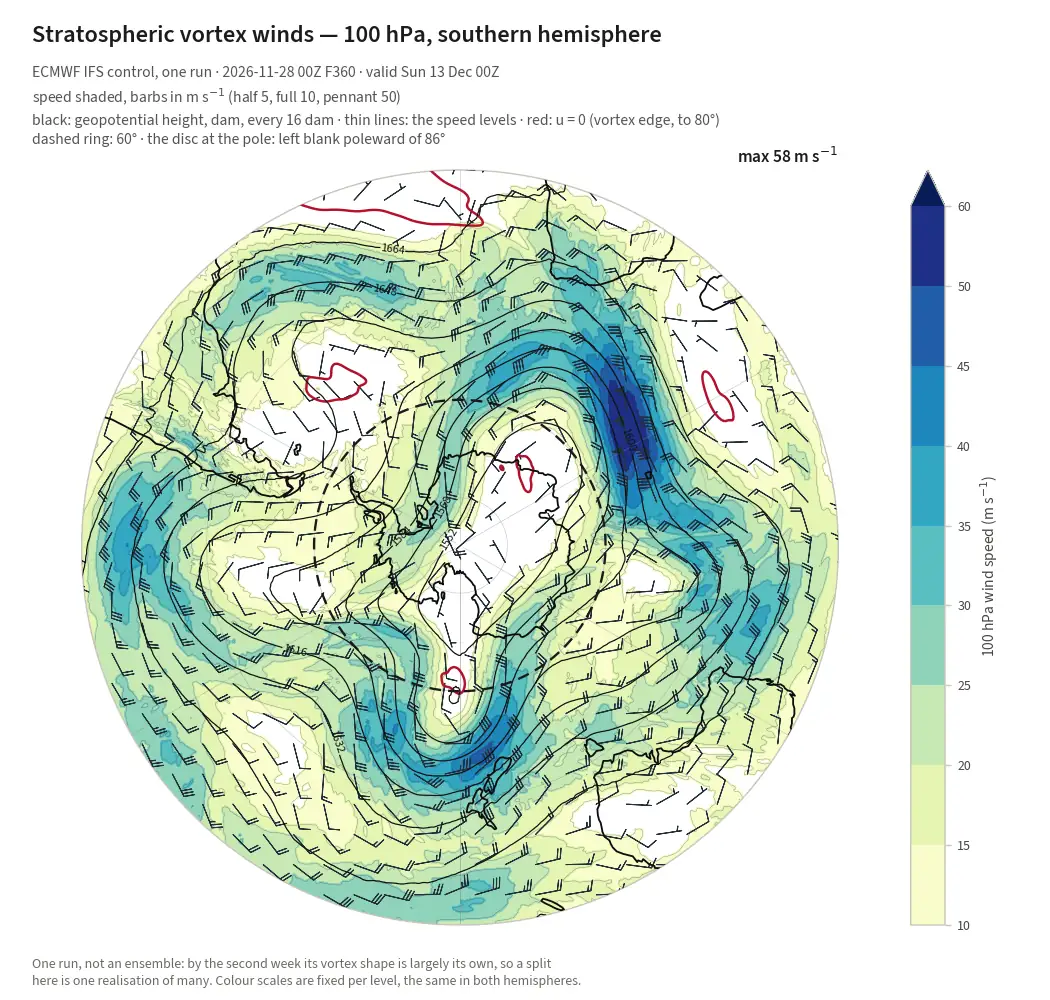 Stratospheric vortex winds — 100 hPa, southern hemisphere
ECMWF IFS control, one run · 2026-11-28 00Z F360 · valid Sun 13 Dec 00Z
speed shaded, barbs in m s⁻¹ (half 5, full 10, pennant 50)
black: geopotential height, dam, every 16 dam · thin lines: the speed levels · red: u = 0 (vortex edge, to 80°)
dashed ring: 60° · the disc at the pole: left blank poleward of 86°
max 58 m s⁻¹
1664
1648
1600
1568
1584
1552
1616
1632
60
50
45
40
35
30
25
20
15
10
100 hPa wind speed (m s⁻¹)
One run, not an ensemble: by the second week its vortex shape is largely its own, so a split
here is one realisation of many. Colour scales are fixed per level, the same in both hemispheres.